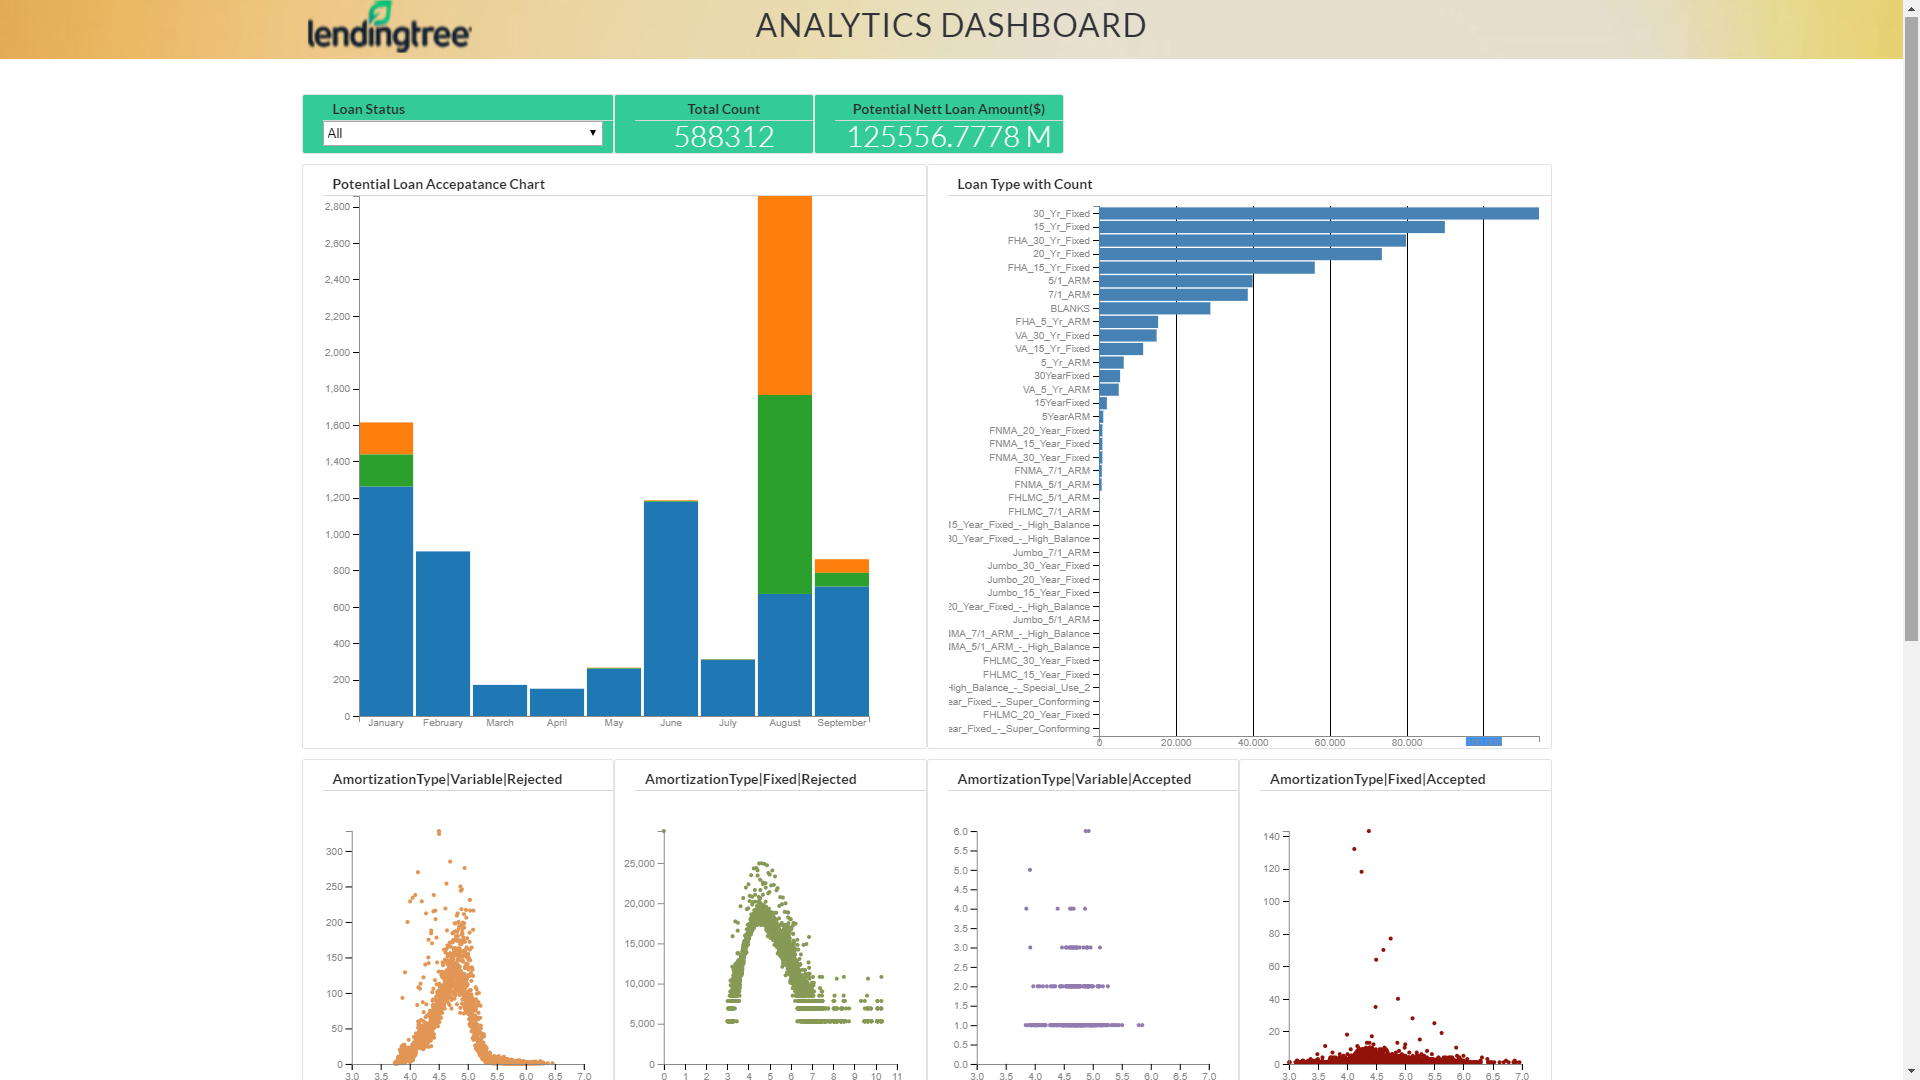 lendingtree
ANALYTICS DASHBOARD
Loan Status
All
Total Count
588312
Potential Nett Loan Amount($)
125556.7778 M
Potential Loan Accepatance Chart
2,800
2,600
2,400
2,200
2,000
1,800
1,600
1,400
1,200
1,000
800
600
400
200
0
January February March April May June July August September
Loan Type with Count
30_Yr_Fixed
15_Yr_Fixed
FHA_30_Yr_Fixed
20_Yr_Fixed
FHA_15_Yr_Fixed
5/1_ARM
7/1_ARM
BLANKS
FHA_5_Yr_ARM
VA_30_Yr_Fixed
VA_15_Yr_Fixed
5_Yr_ARM
30YearFixed
VA_5_Yr_ARM
15YearFixed
5YearARM
FNMA_20_Year_Fixed
FNMA_15_Year_Fixed
FNMA_30_Year_Fixed
FNMA_7/1_ARM
FNMA_5/1_ARM
FHLMC_5/1_ARM
FHLMC_7/1_ARM
15_Year_Fixed_-_High_Balance
30_Year_Fixed_-_High_Balance
Jumbo_7/1_ARM
Jumbo_30_Year_Fixed
Jumbo_20_Year_Fixed
Jumbo_15_Year_Fixed
20_Year_Fixed_-_High_Balance
Jumbo_5/1_ARM
MA_7/1_ARM_-_High_Balance
MA_5/1_ARM_-_High_Balance
FHLMC_30_Year_Fixed
FHLMC_15_Year_Fixed
High_Balance_-_Special_Use_2
ear_Fixed_-_Super_Conforming
FHLMC_20_Year_Fixed
ear_Fixed_-_Super_Conforming
0 20.000 40.000 60.000 80.000
AmortizationType|Variable|Rejected
300
250
200
150
100
50
0
3.0 3.5 4.0 4.5 5.0 5.5 6.0 6.5 7.0
AmortizationType|Fixed|Rejected
25,000
20,000
15,000
10,000
5,000
0
0 1 2 3 4 5 6 7 8 9 10 11
AmortizationType|Variable|Accepted
6.0
5.5
5.0
4.5
4.0
3.5
3.0
2.5
2.0
1.5
1.0
0.5
0.0
3.0 3.5 4.0 4.5 5.0 5.5 6.0 6.5 7.0
AmortizationType|Fixed|Accepted
140
120
100
80
60
40
20
0
3.0 3.5 4.0 4.5 5.0 5.5 6.0 6.5 7.0